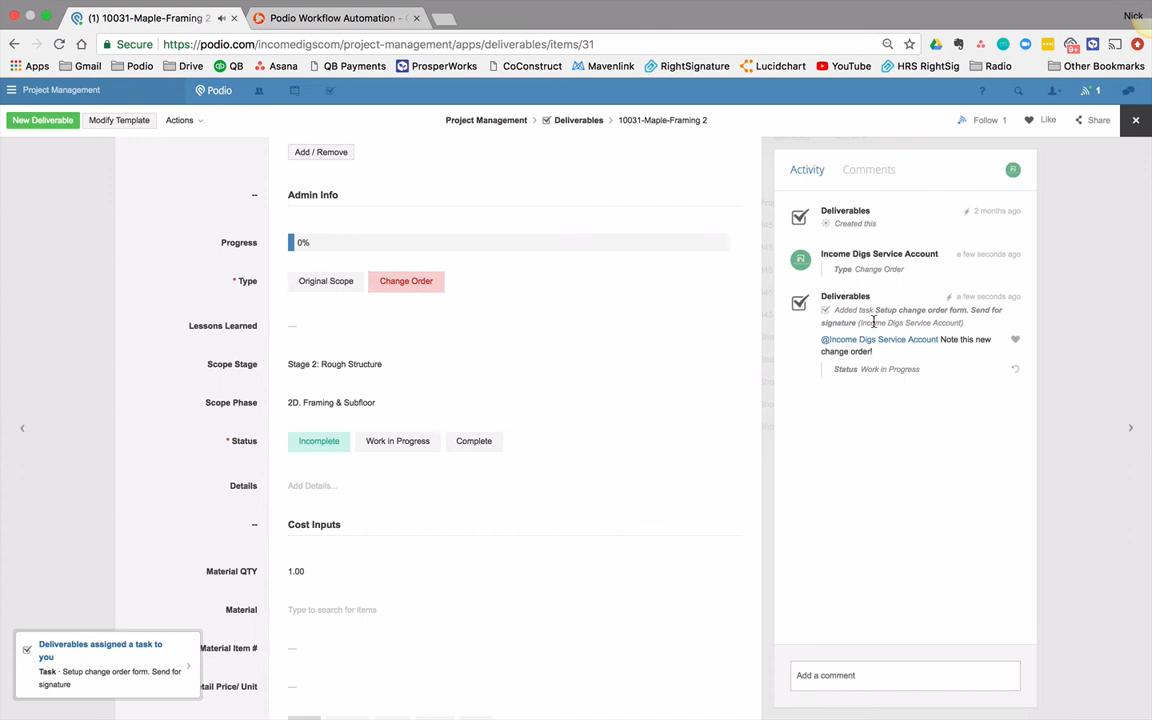 (1) 10031-Maple-Framing 2
Podio Workflow Automation -
Nick
Secure
https://podio.com/incomedigscom/project-management/apps/deliverables/items/31
Apps
Gmail
Podio
Drive
QB
Asana
QB Payments
ProsperWorks
CoConstruct
Mavenlink
RightSignature
Lucidchart
YouTube
HRS RightSig
Radio
Other Bookmarks
Project Management
Podio
1
New Deliverable
Modify Template
Actions
Project Management > Deliverables > 10031-Maple-Framing 2
Follow 1
Like
Share
Add / Remove
-- Admin Info
Progress 0%
* Type Original Scope Change Order
Lessons Learned —
Scope Stage Stage 2: Rough Structure
Scope Phase 2D. Framing & Subfloor
* Status Incomplete Work in Progress Complete
Details Add Details...
-- Cost Inputs
Material QTY 1.00
Material Type to search for items
Material Item # —
etail Price/ Unit —
Activity Comments
Deliverables 2 months ago
Created this
Income Digs Service Account a few seconds ago
Type Change Order
Deliverables a few seconds ago
Added task Setup change order form. Send for
signature (Income Digs Service Account)
@Income Digs Service Account Note this new
change order!
Status Work in Progress
Add a comment
Deliverables assigned a task to
you
Task · Setup change order form. Send for
signature